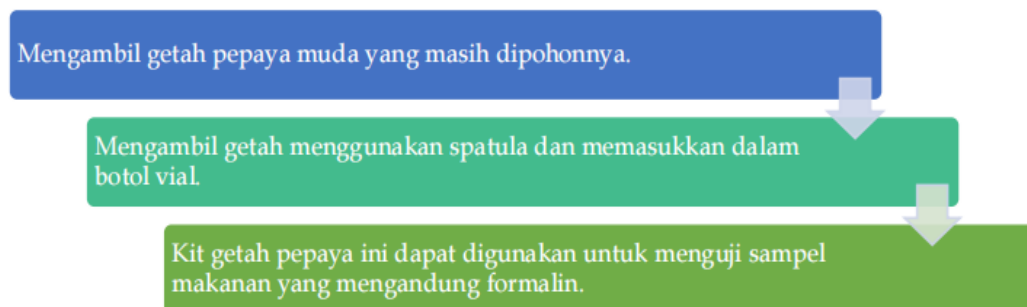 Mengambil getah pepaya muda yang masih dipohonnya.
Mengambil getah menggunakan spatula dan memasukkan dalam
botol vial.
Kit getah pepaya ini dapat digunakan untuk menguji sampel
makanan yang mengandung formalin.